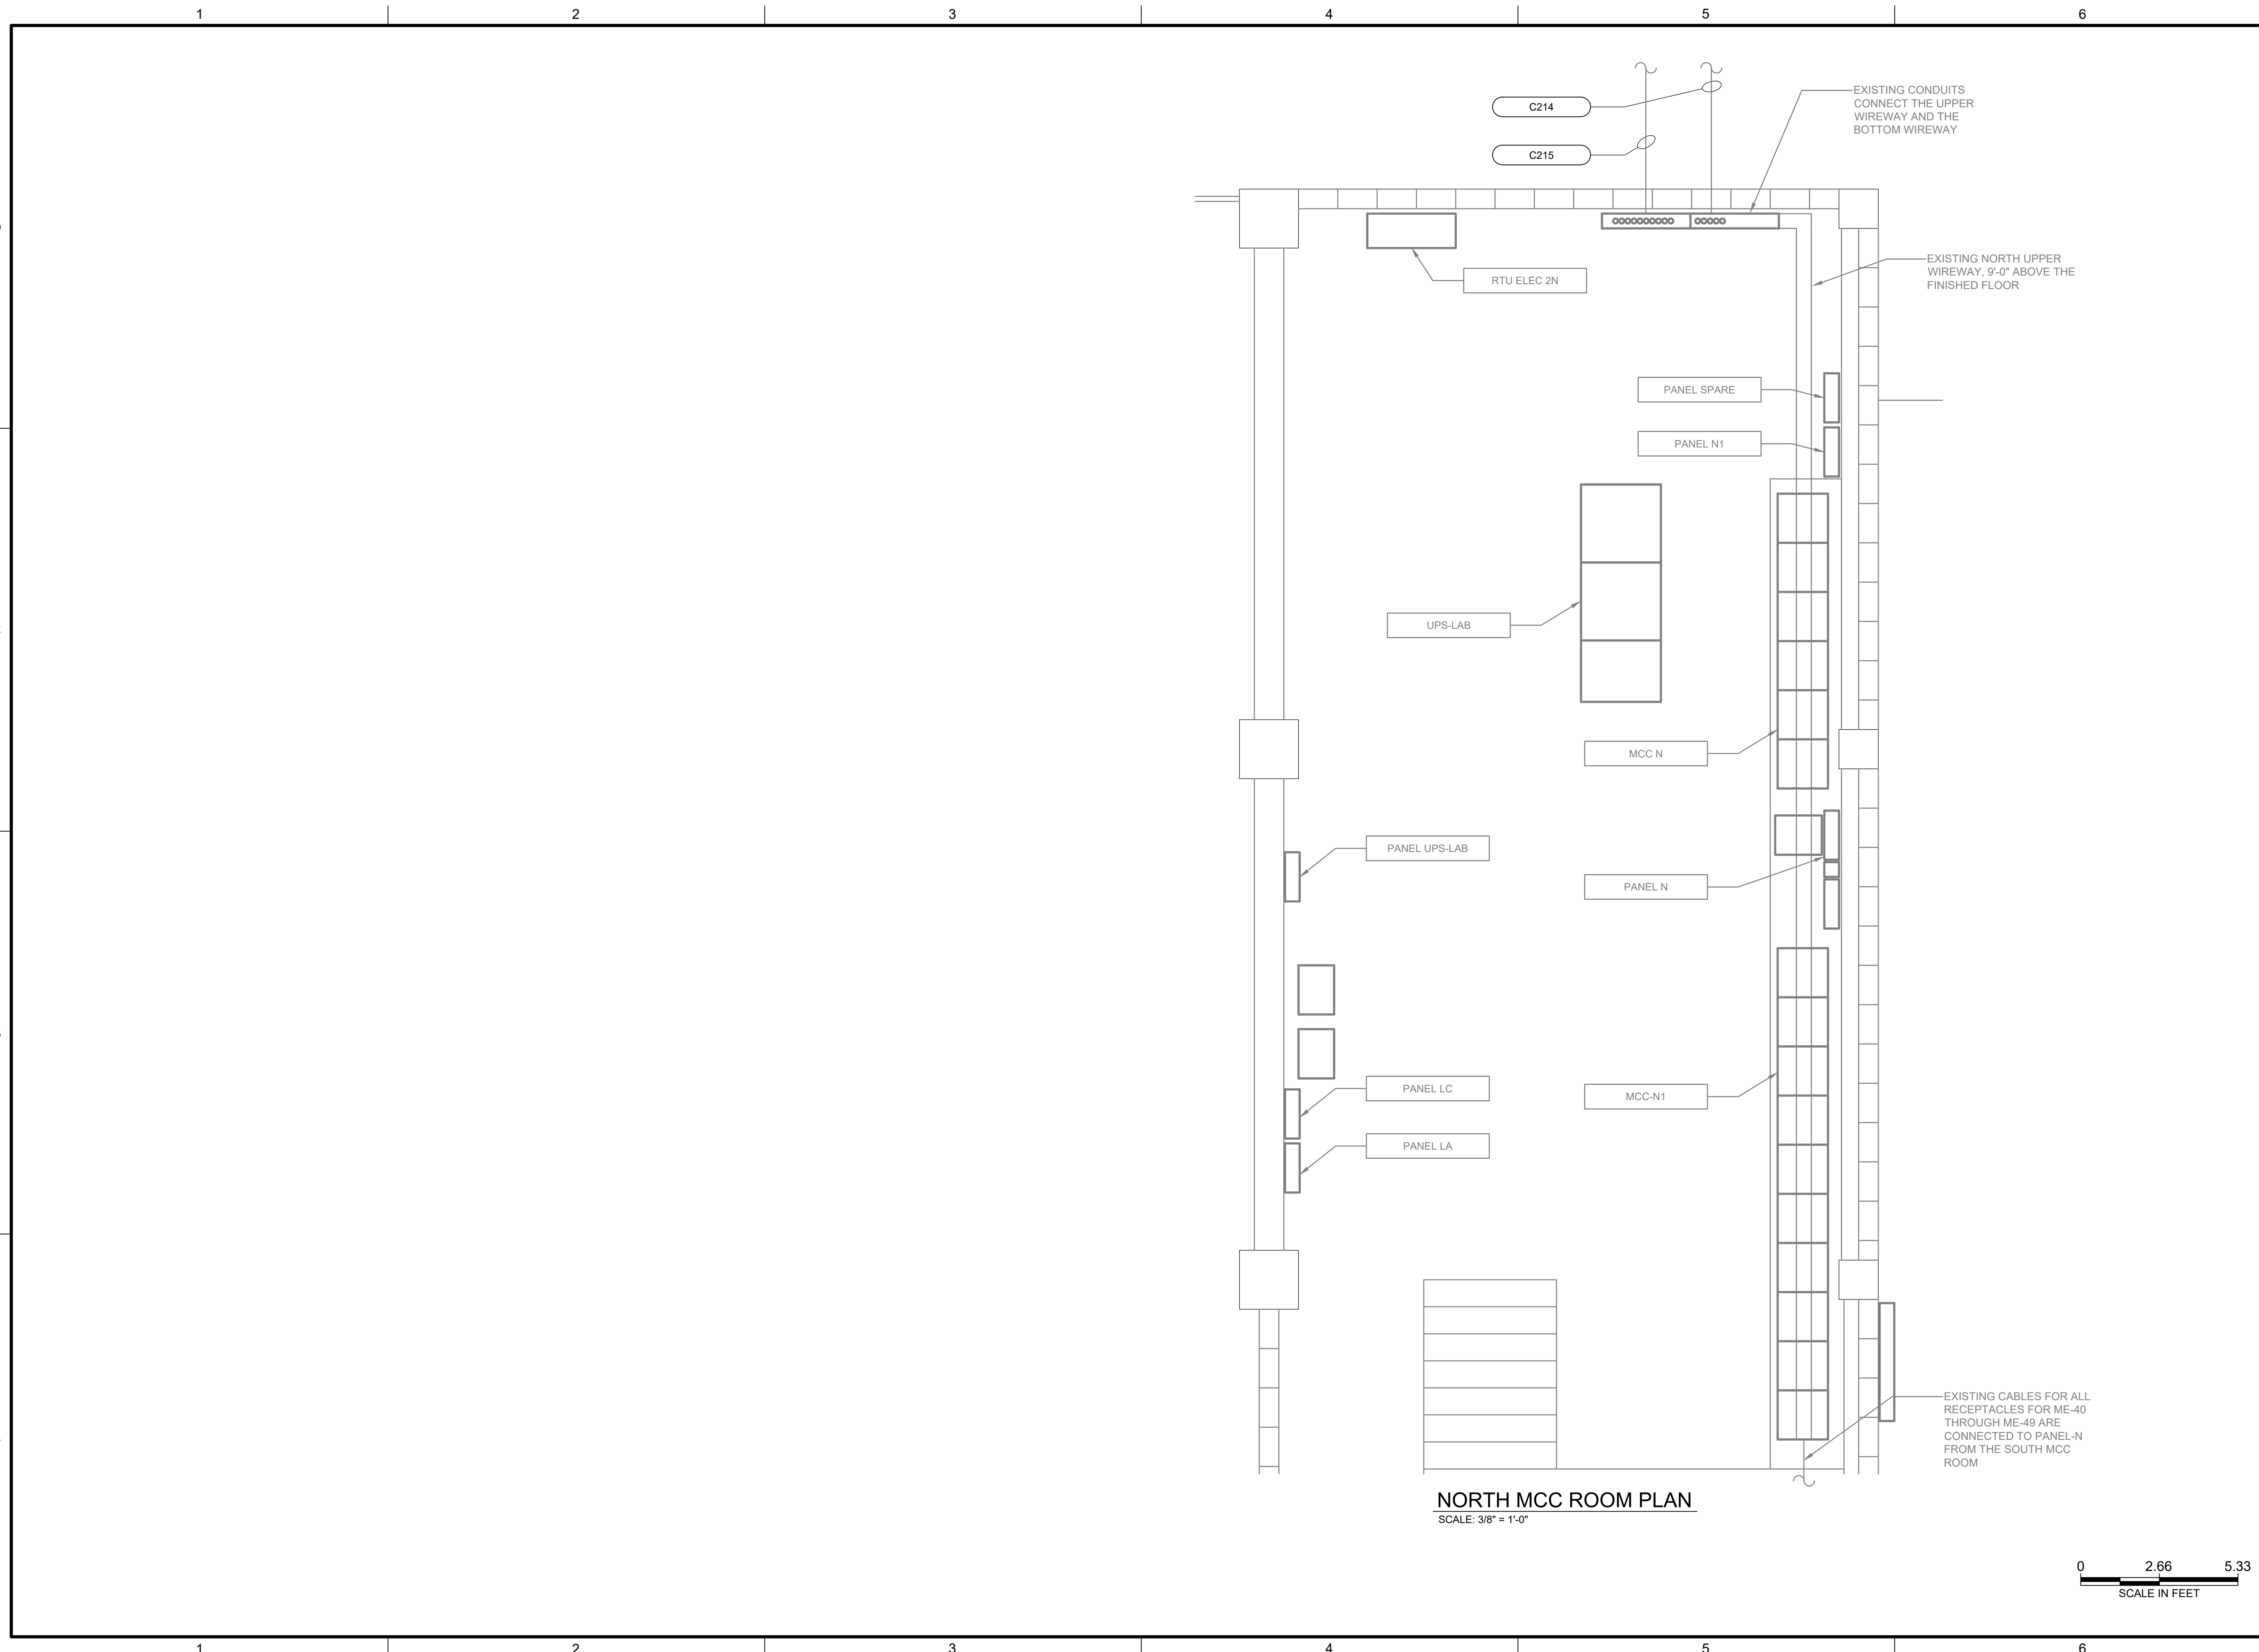 1 2 3 4 5 6
C214
EXISTING CONDUITS
CONNECT THE UPPER
WIREWAY AND THE
BOTTOM WIREWAY
C215
EXISTING NORTH UPPER
WIREWAY, 9'-0" ABOVE THE
FINISHED FLOOR
RTU ELEC 2N
PANEL SPARE
PANEL N1
UPS-LAB
MCC N
PANEL UPS-LAB
PANEL N
PANEL LC
MCC-N1
PANEL LA
EXISTING CABLES FOR ALL
RECEPTACLES FOR ME-40
THROUGH ME-49 ARE
CONNECTED TO PANEL-N
FROM THE SOUTH MCC
ROOM
NORTH MCC ROOM PLAN
SCALE: 3/8" = 1'-0"
0 2.66 5.33
SCALE IN FEET
1 2 3 4 5 6